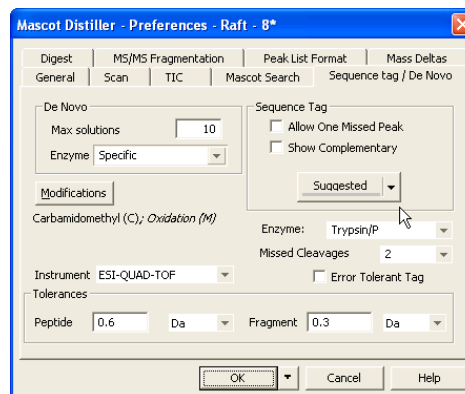 Mascot Distiller - Preferences - Raft - 8*
Digest MS/MS Fragmentation Peak List Format Mass Deltas
General Scan TIC Mascot Search Sequence tag / De Novo
De Novo
Max solutions 10
Enzyme Specific
Sequence Tag
Allow One Missed Peak
Show Complementary
Suggested
Modifications
Carbamidomethyl (C); Oxidation (M)
Enzyme: Trypsin/P
Missed Cleavages 2
Instrument ESI-QUAD-TOF
Error Tolerant Tag
Tolerances
Peptide 0.6 Da Fragment 0.3 Da
OK Cancel Help